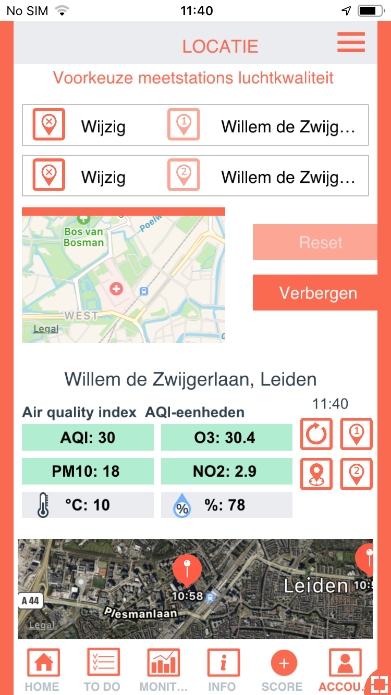 No SIM 11:40
LOCATIE
Voorkeuze meetstations luchtkwaliteit
Wijzig 1 Willem de Zwijg...
Wijzig 2 Willem de Zwijg...
Bos van
Bosman
Poelw
WEST
Legal
Reset
Verbergen
Willem de Zwijgerlaan, Leiden
Air quality index AQI-eenheden 11:40
AQI: 30 O3: 30.4 1
PM10: 18 NO2: 2.9 2
°C: 10 % %: 78
10:58 Leiden 10:5
A 44
Plesmanlaan
Legal
HOME TO DO MONIT... INFO SCORE ACCOU...